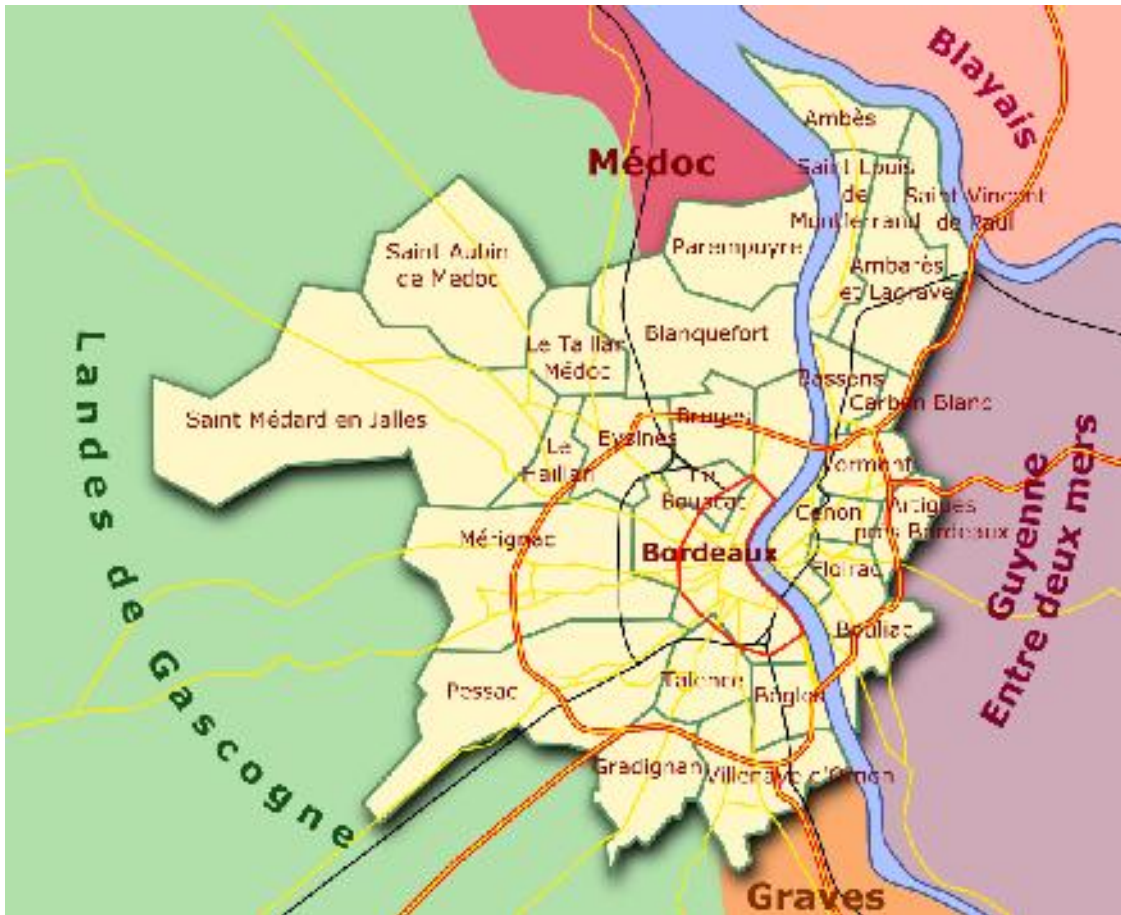 Blayais
Ambès
Médoc
Saint Louis
de
Montferrand
Saint Vincent
de Paul
Parempuyre
Saint Aubin
de Medoc
Ambarès
et Lagrave
Blanquefort
Le Taillan
Médoc
Landes de Gascogne
Bassens
Carbon Blanc
Saint Médard en Jalles
Bruges
Eysines
Le
Haillan
Lormont
Le
Bouscat
Guyenne
Entre deux mers
Cenon
Artigues
près Bordeaux
Mérignac
Bordeaux
Floirac
Bouliac
Pessac
Talence
Bègles
Gradignan
Villenave d'Ornon
Graves